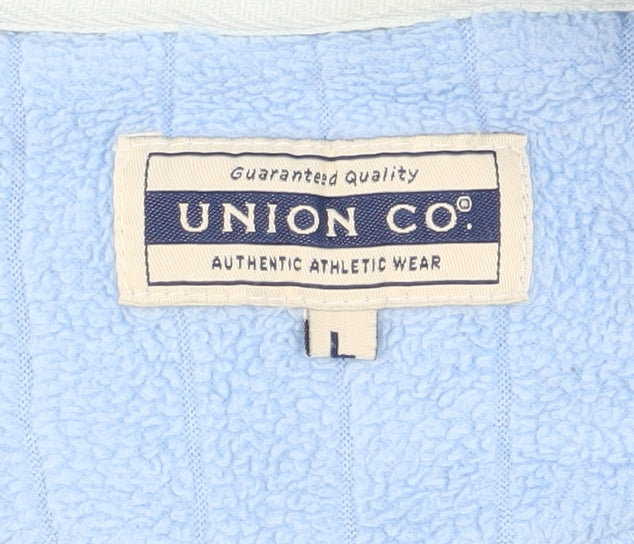 Guaranteed Quality
UNION CO®.
AUTHENTIC ATHLETIC WEAR
L